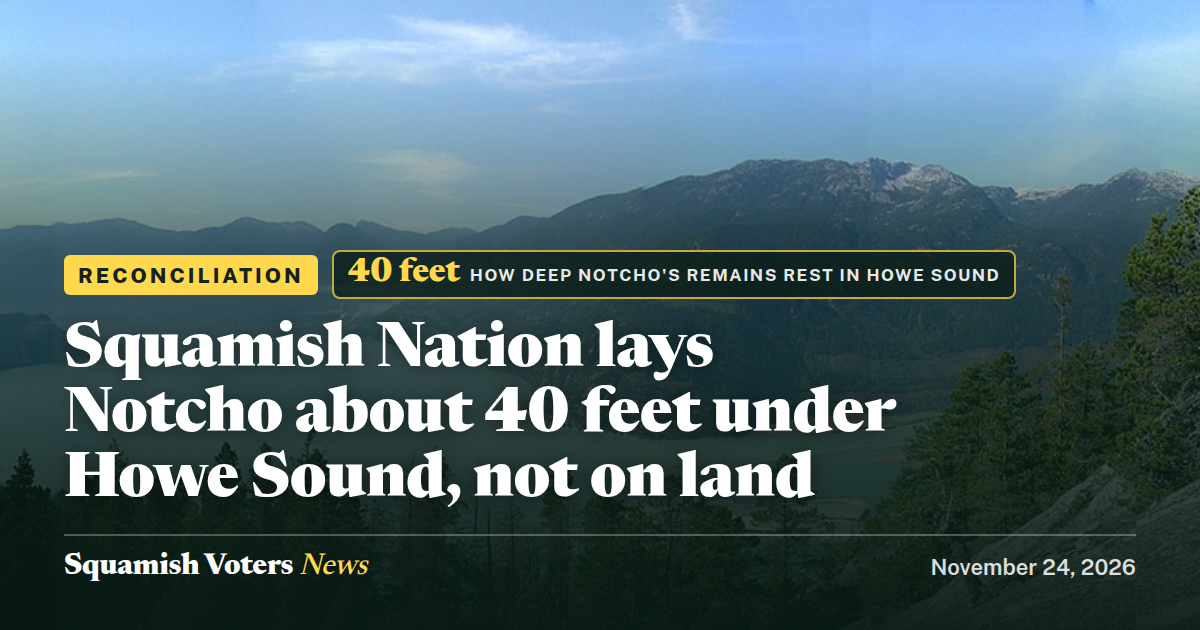 RECONCILIATION
40 feet HOW DEEP NOTCHO'S REMAINS REST IN HOWE SOUND
Squamish Nation lays
Notcho about 40 feet under
Howe Sound, not on land
Squamish Voters News
November 24, 2026